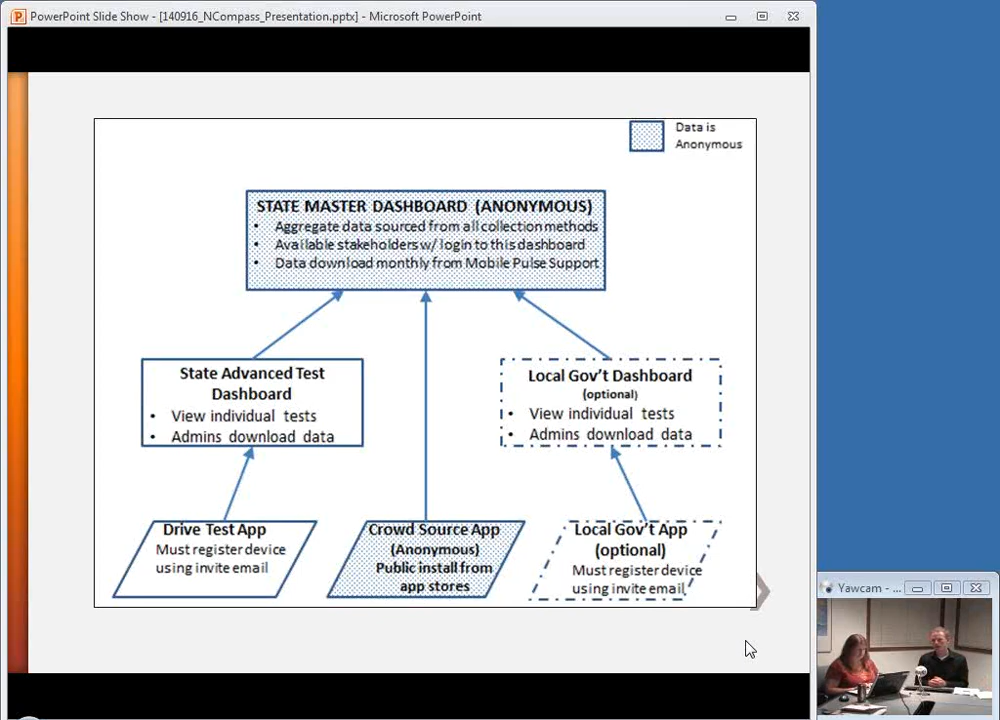 PowerPoint Slide Show - [140916_NCompass_Presentation.pptx] - Microsoft PowerPoint
Data is
Anonymous
STATE MASTER DASHBOARD (ANONYMOUS)
• Aggregate data sourced from all collection methods
• Available stakeholders w/ login to this dashboard
• Data download monthly from Mobile Pulse Support
State Advanced Test
Dashboard
• View individual tests
• Admins download data
Local Gov't Dashboard
(optional)
• View individual tests
• Admins download data
Drive Test App
Must register device
using invite email
Crowd Source App
(Anonymous)
Public install from
app stores
Local Gov't App
(optional)
Must register device
using invite email
Yawcam - ...